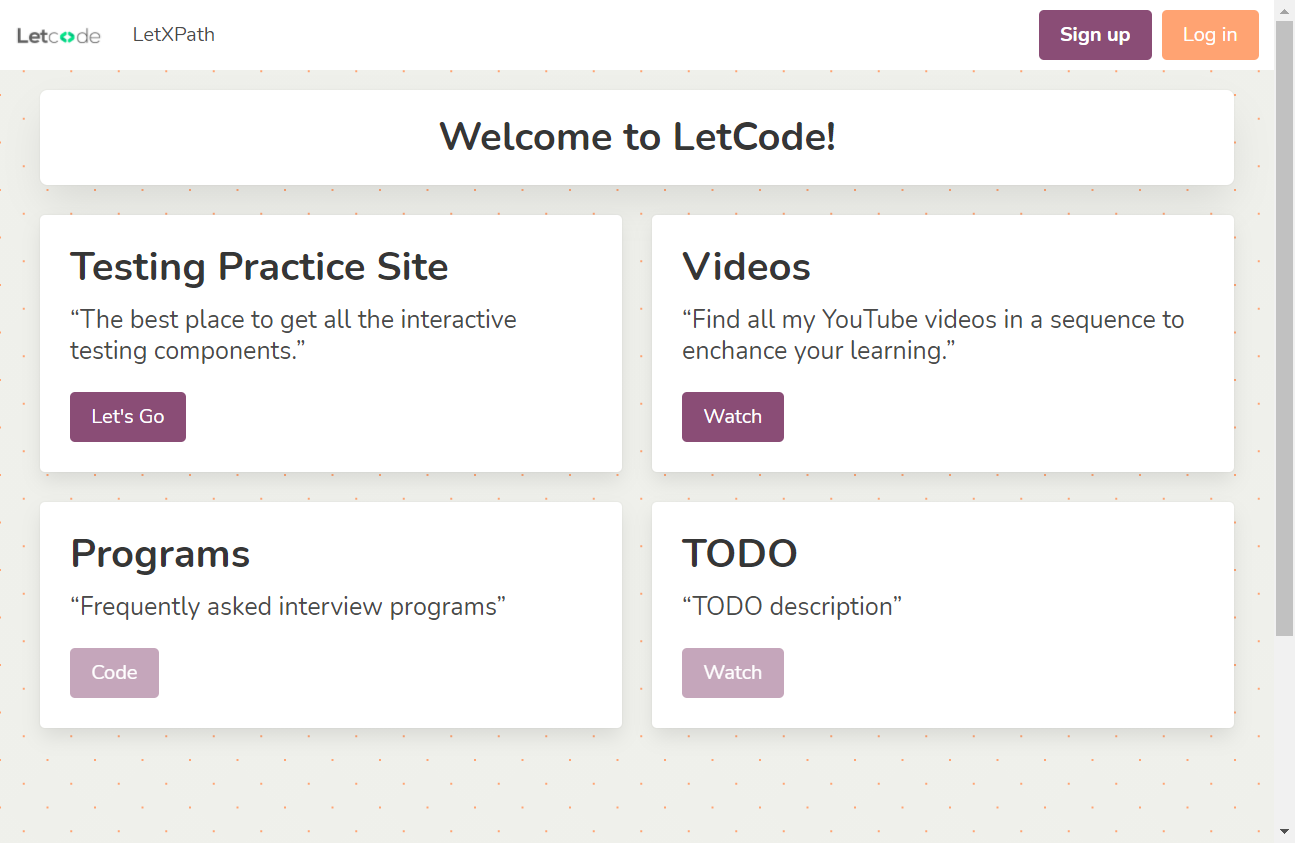 Letcode
LetXPath
Sign up
Log in
Welcome to LetCode!
Testing Practice Site
“The best place to get all the interactive
testing components.”
Let's Go
Videos
“Find all my YouTube videos in a sequence to
enchance your learning.”
Watch
Programs
“Frequently asked interview programs”
Code
TODO
“TODO description”
Watch